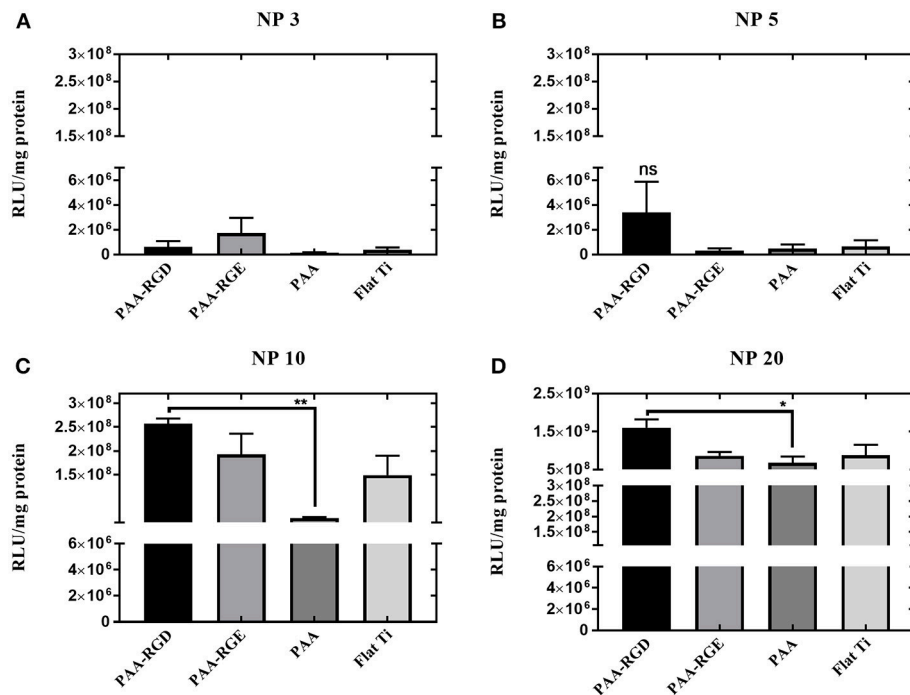 A
NP 3
RLU/mg protein
3×10⁸
2.5×10⁸
2×10⁸
1.5×10⁸
6×10⁶
4×10⁶
2×10⁶
0
PAA-RGD
PAA-RGE
PAA
Flat Ti
B
NP 5
RLU/mg protein
3×10⁸
2.5×10⁸
2×10⁸
1.5×10⁸
6×10⁶
4×10⁶
2×10⁶
0
ns
PAA-RGD
PAA-RGE
PAA
Flat Ti
C
NP 10
RLU/mg protein
3×10⁸
2.5×10⁸
2×10⁸
1.5×10⁸
6×10⁶
4×10⁶
2×10⁶
0
**
PAA-RGD
PAA-RGE
PAA
Flat Ti
D
NP 20
RLU/mg protein
1.5×10⁹
1.5×10⁹
5×10⁸
3×10⁸
2.5×10⁸
2×10⁸
1.5×10⁸
6×10⁶
4×10⁶
2×10⁶
0
*
PAA-RGD
PAA-RGE
PAA
Flat Ti